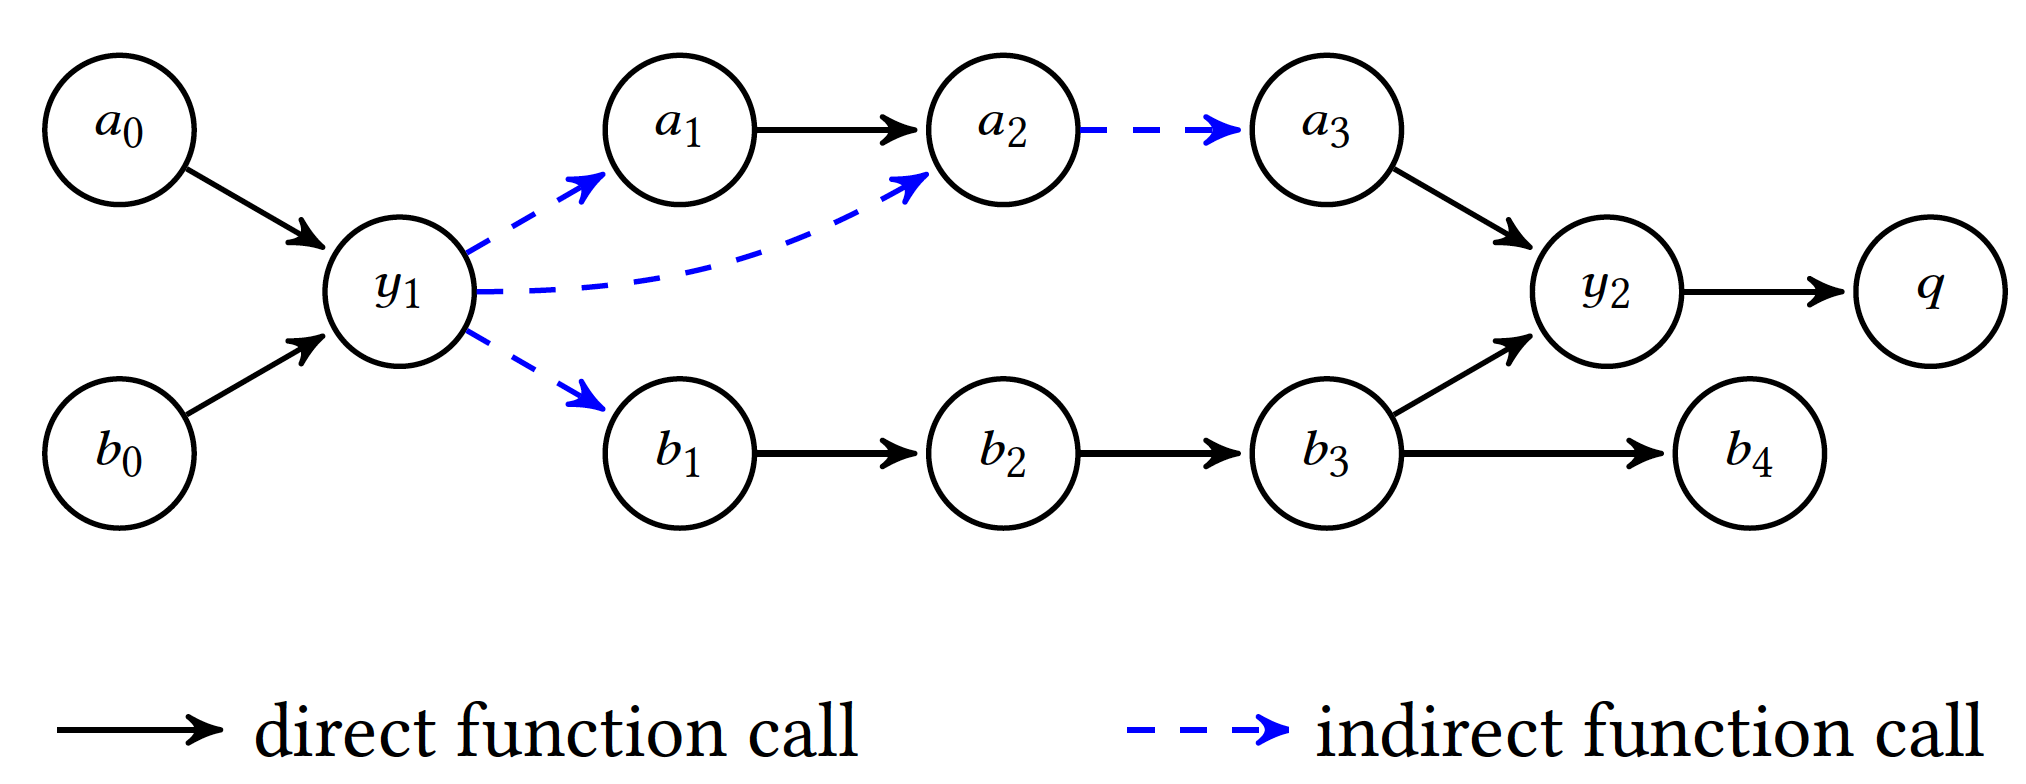 a0 a1 a2 a3
y1 y2 q
b0 b1 b2 b3 b4
direct function call indirect function call